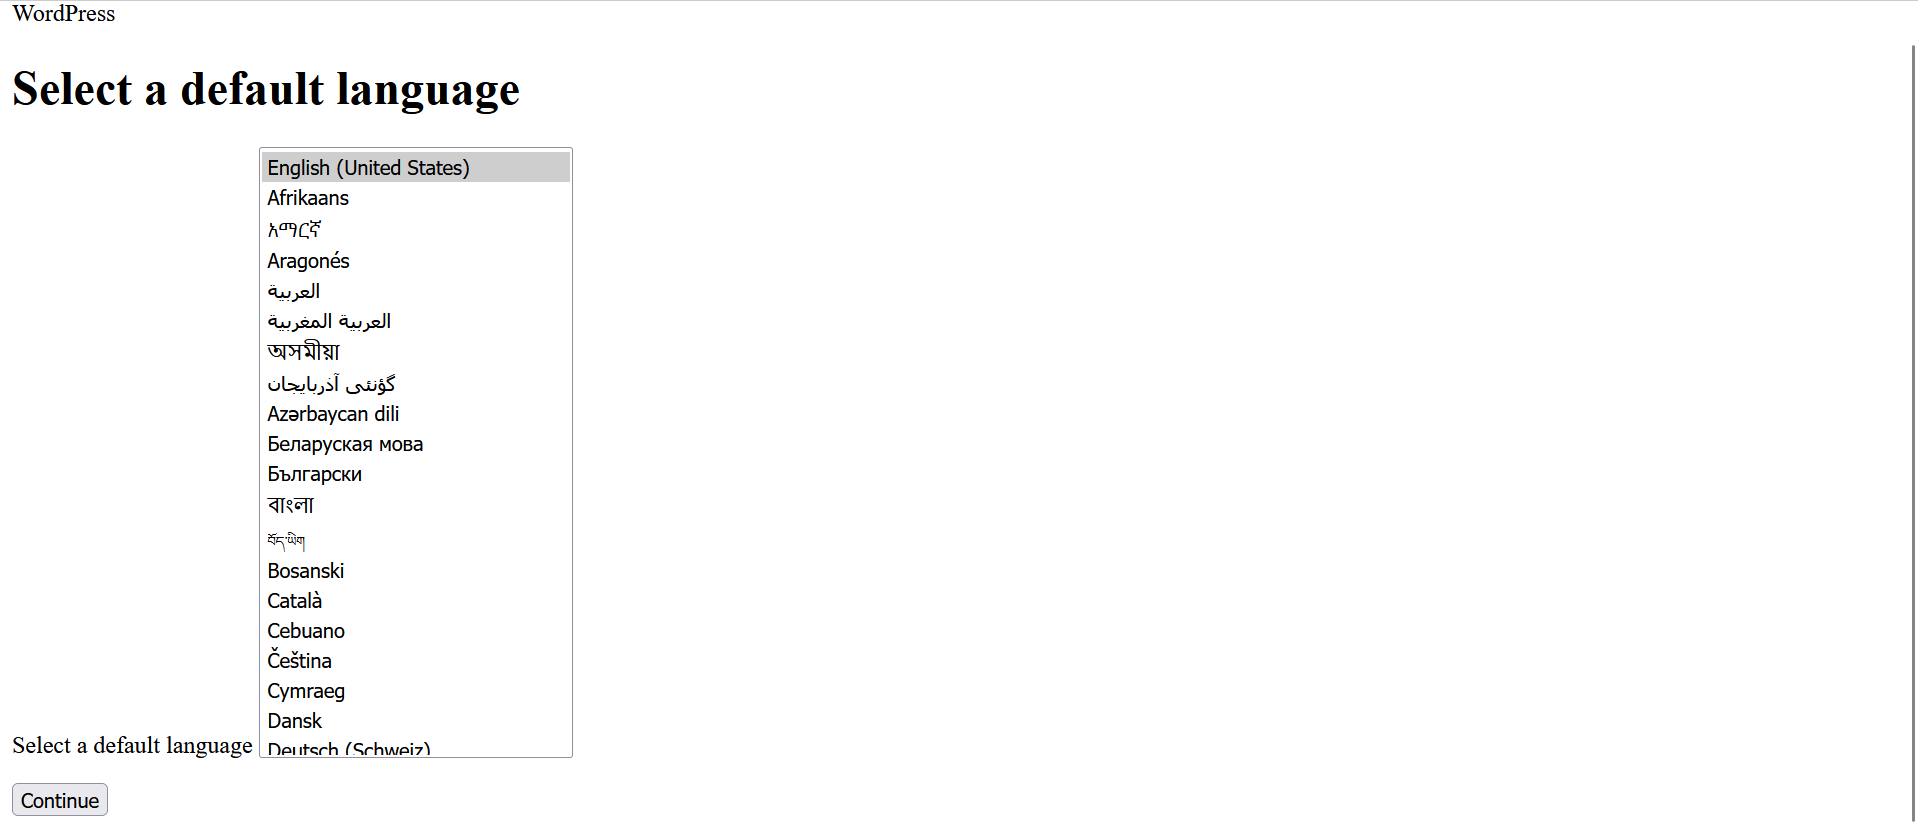 WordPress
Select a default language
English (United States)
Afrikaans
አማርኛ
Aragonés
العربية
العربية المغربية
অসমীয়া
گؤنئی آذربایجان
Azərbaycan dili
Беларуская мова
Български
বাংলা
བོད་ཡིག
Bosanski
Català
Cebuano
Čeština
Cymraeg
Dansk
Deutsch (Schweiz)
Select a default language
Continue